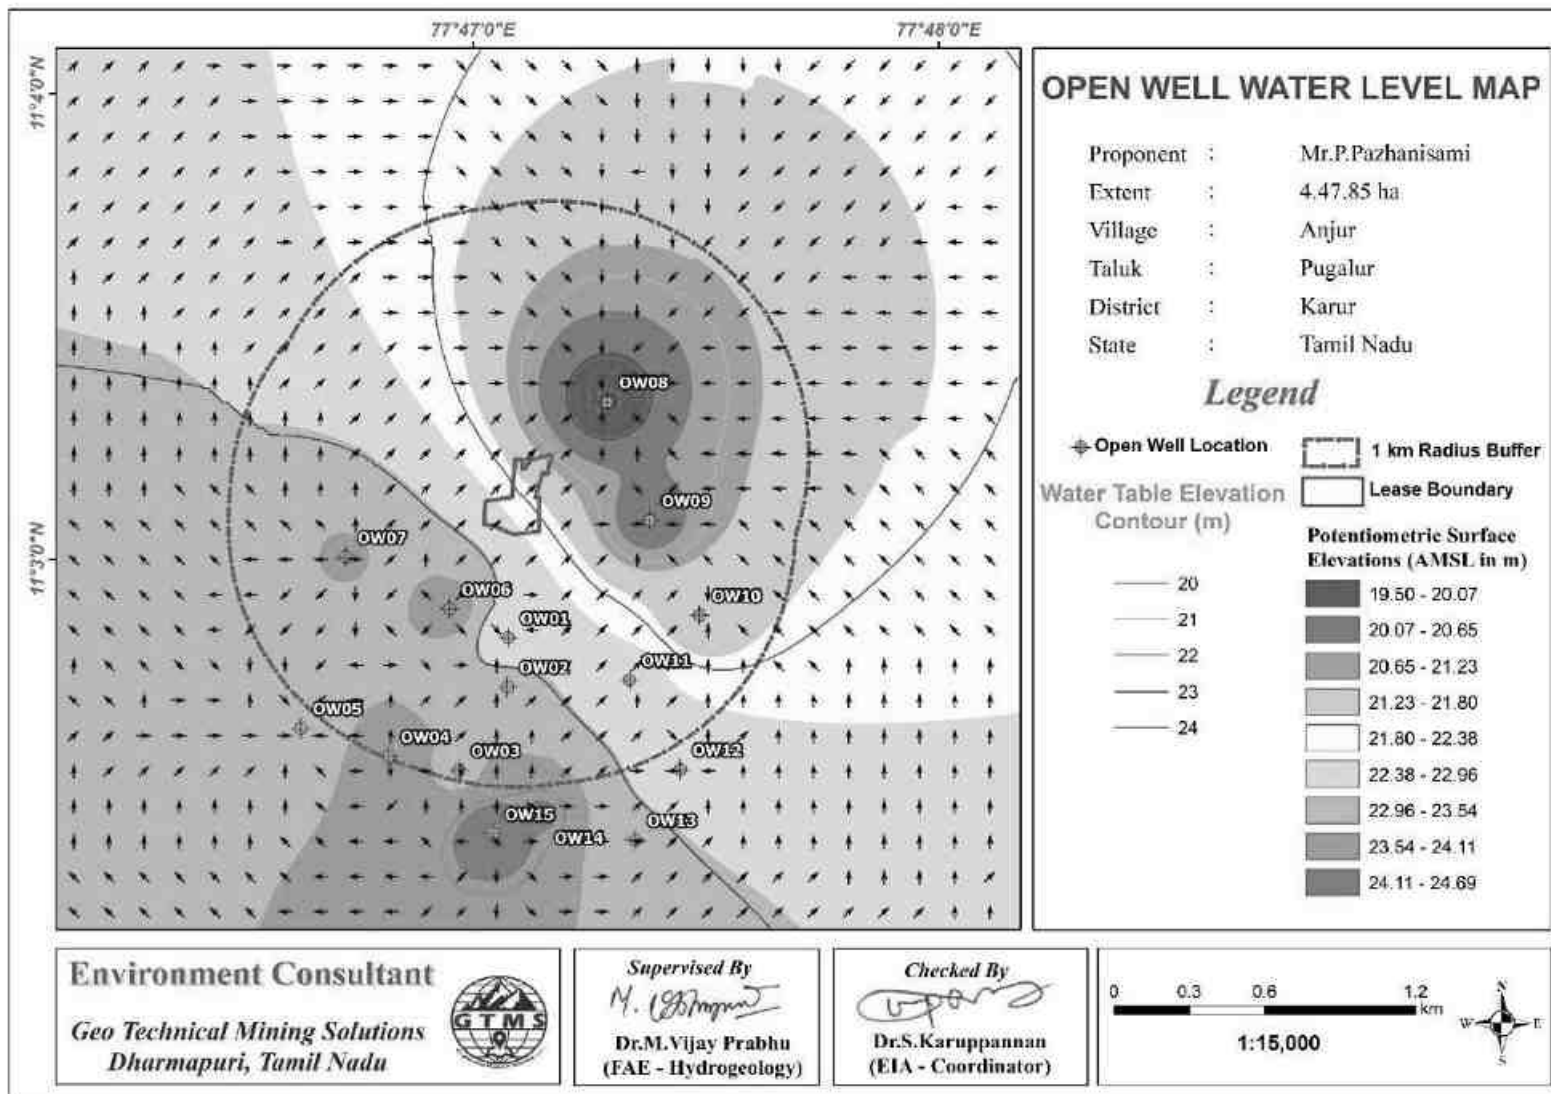 77°47'0"E
77°48'0"E
11°4'0"N
11°3'0"N
OW08
OW09
OW07
OW06
OW10
OW01
OW11
OW02
OW05
OW04
OW03
OW12
OW15
OW14
OW13
OPEN WELL WATER LEVEL MAP
Proponent : Mr.P.Pazhanisami
Extent : 4.47.85 ha
Village : Anjur
Taluk : Pugalur
District : Karur
State : Tamil Nadu
Legend
Open Well Location
1 km Radius Buffer
Lease Boundary
Water Table Elevation
Contour (m)
20
21
22
23
24
Potentiometric Surface
Elevations (AMSL in m)
19.50 - 20.07
20.07 - 20.65
20.65 - 21.23
21.23 - 21.80
21.80 - 22.38
22.38 - 22.96
22.96 - 23.54
23.54 - 24.11
24.11 - 24.69
Environment Consultant
Geo Technical Mining Solutions
Dharmapuri, Tamil Nadu
GTMS
Supervised By
Dr.M.Vijay Prabhu
(FAE - Hydrogeology)
Checked By
Dr.S.Karuppannan
(EIA - Coordinator)
0 0.3 0.6 1.2
km
1:15,000
N
W E
S